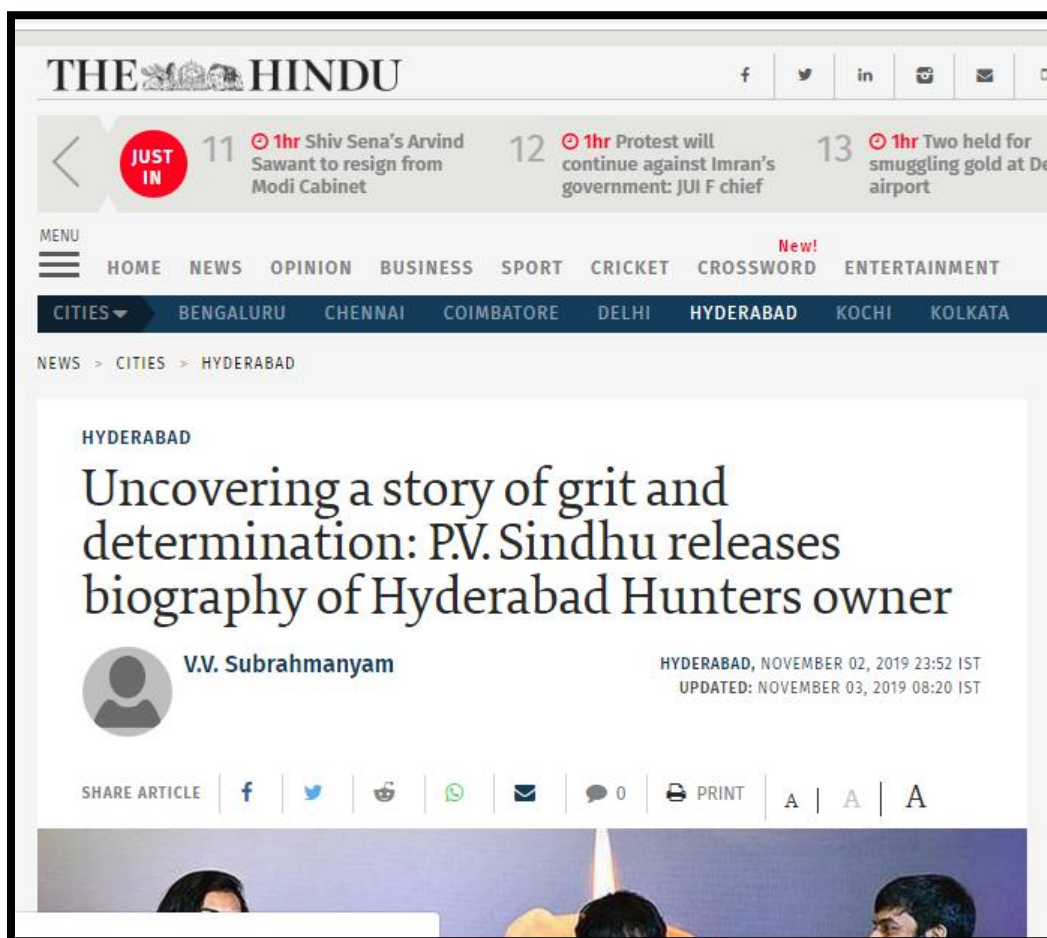 THE HINDU
JUST IN
11 1hr Shiv Sena's Arvind
Sawant to resign from
Modi Cabinet
12 1hr Protest will
continue against Imran's
government: JUI F chief
13 1hr Two held for
smuggling gold at De
airport
MENU
New!
HOME NEWS OPINION BUSINESS SPORT CRICKET CROSSWORD ENTERTAINMENT
CITIES BENGALURU CHENNAI COIMBATORE DELHI HYDERABAD KOCHI KOLKATA
NEWS > CITIES > HYDERABAD
HYDERABAD
Uncovering a story of grit and
determination: P.V. Sindhu releases
biography of Hyderabad Hunters owner
V.V. Subrahmanyam
HYDERABAD, NOVEMBER 02, 2019 23:52 IST
UPDATED: NOVEMBER 03, 2019 08:20 IST
SHARE ARTICLE 0 PRINT A | A | A